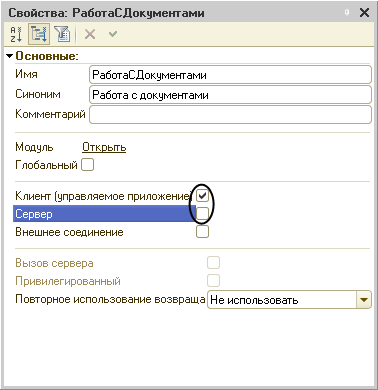 Свойства: РаботаСДокументами
Основные:
Имя РаботаСДокументами
Синоним Работа с документами
Комментарий
Модуль Открыть
Глобальный
Клиент (управляемое приложение)
Сервер
Внешнее соединение
Вызов сервера
Привилегированный
Повторное использование возвраща Не использовать